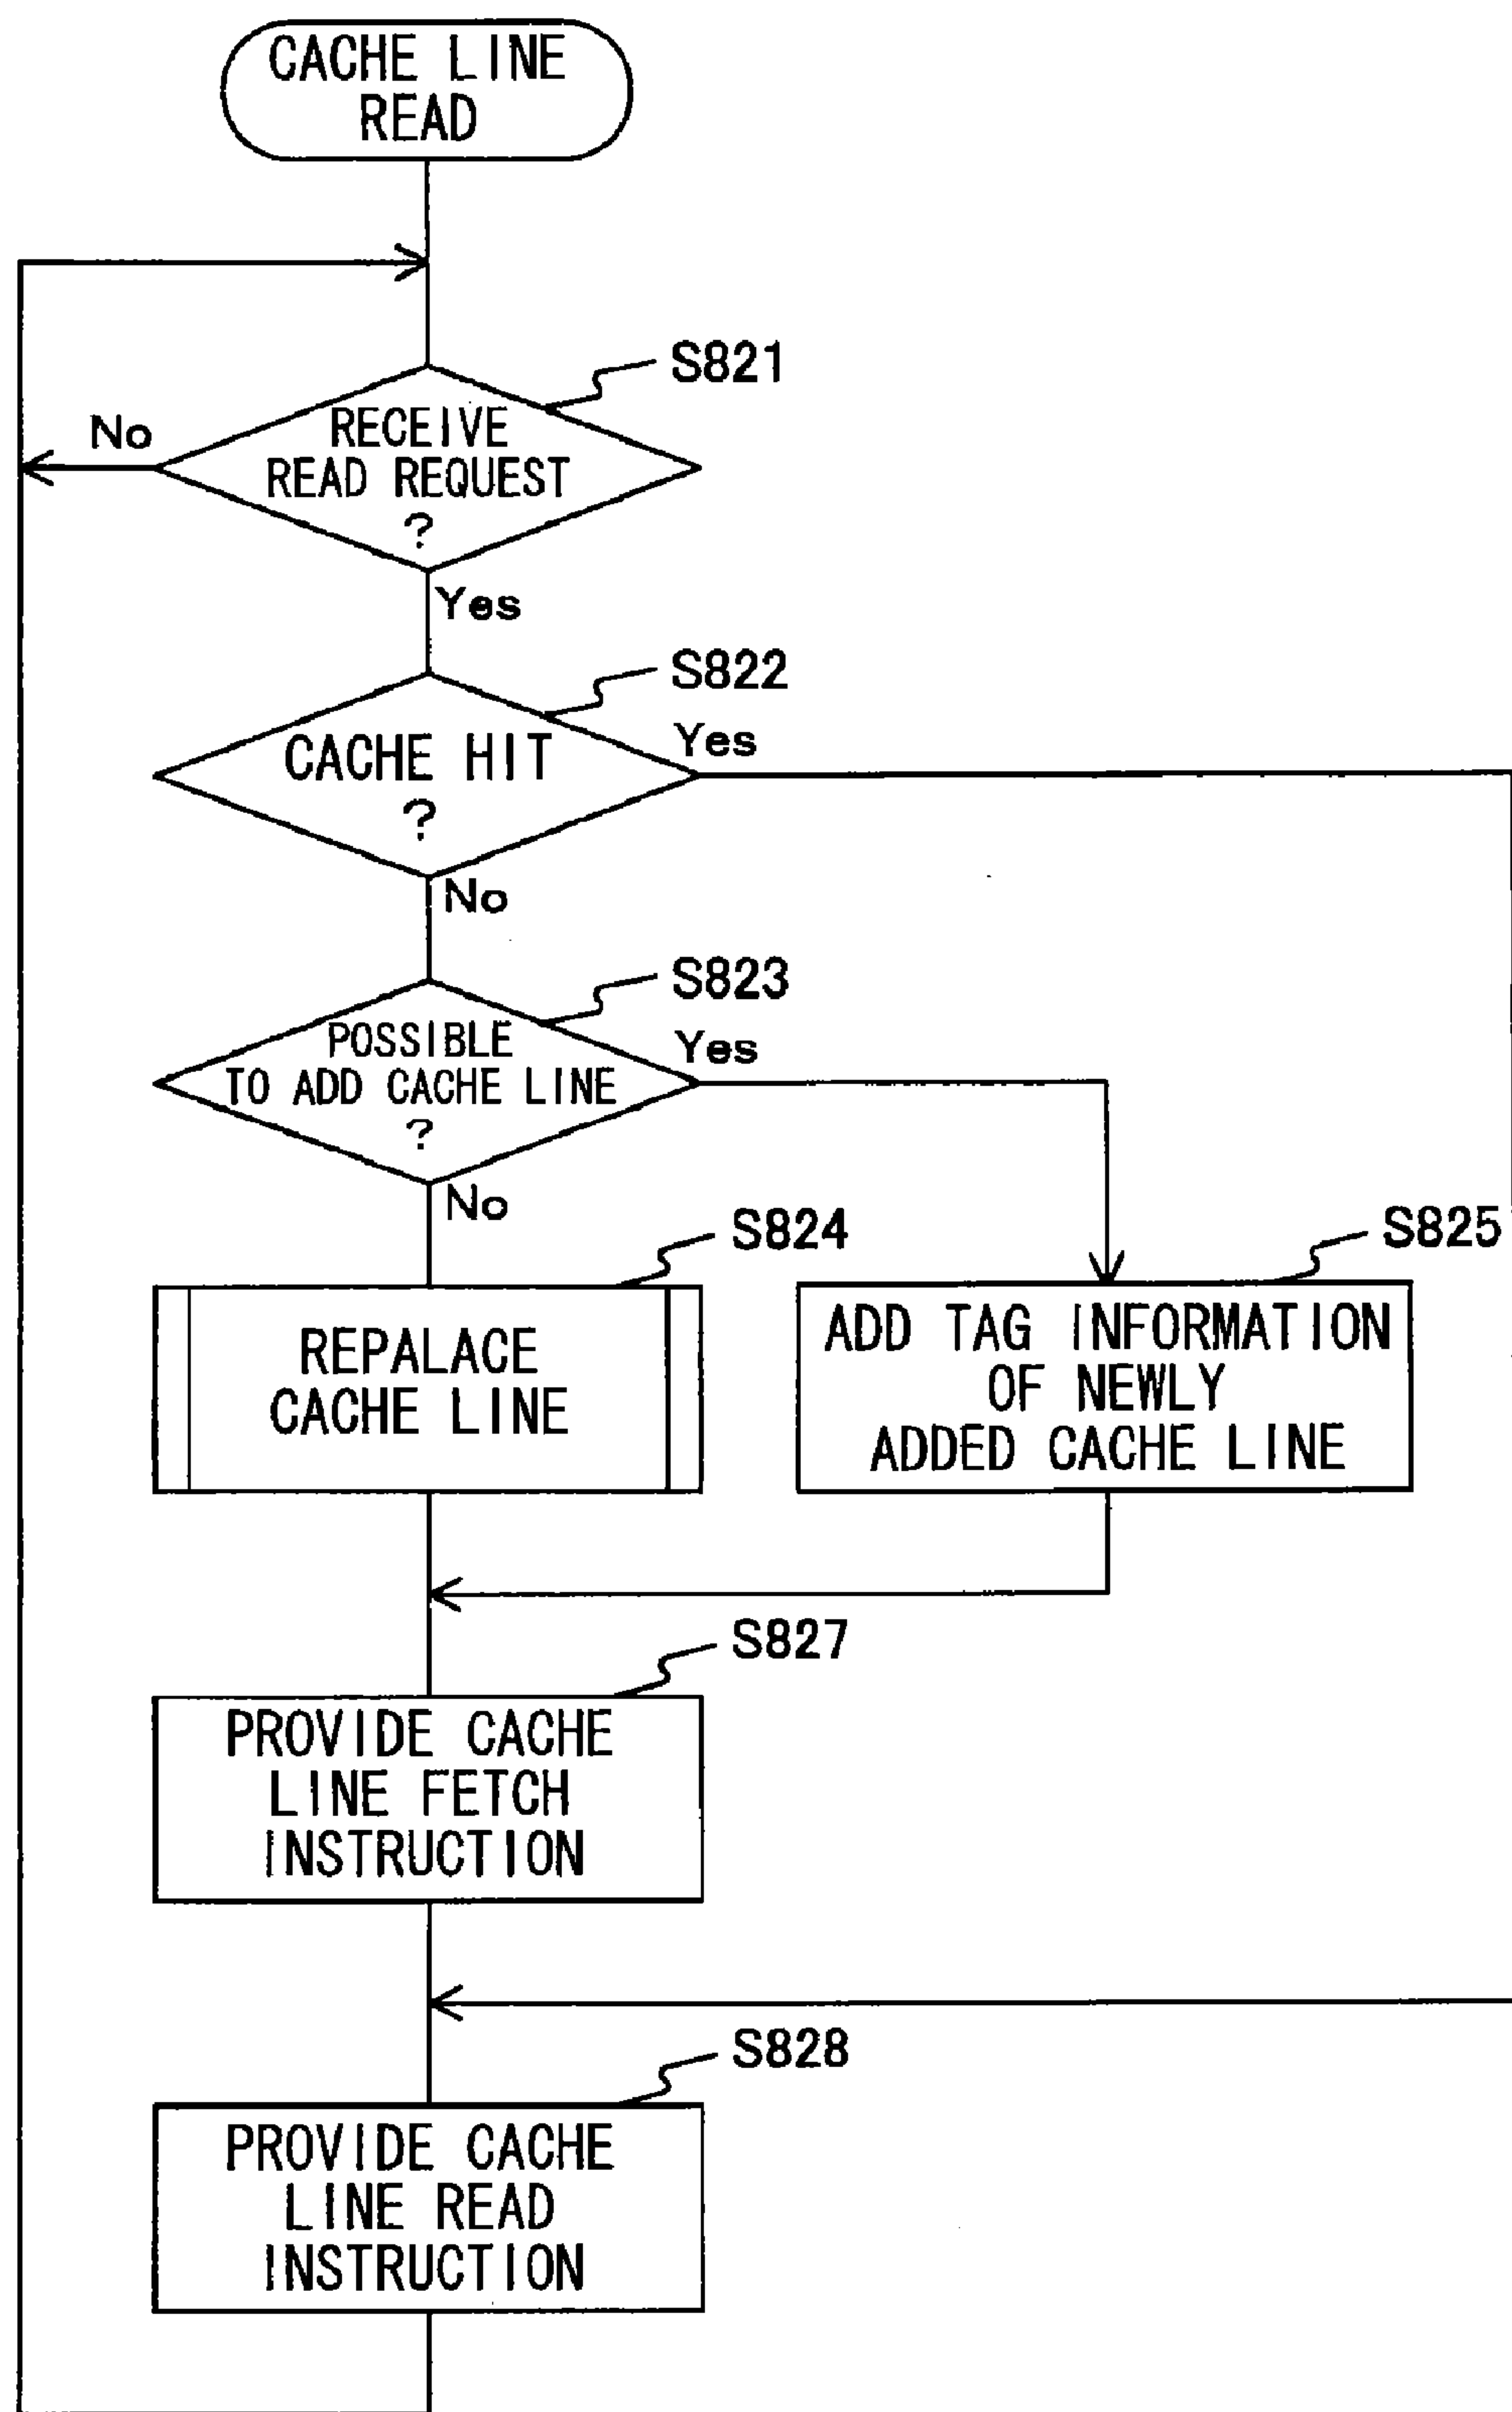 CACHE LINE
READ
S821
No
RECEIVE
READ REQUEST
?
Yes
S822
CACHE HIT
?
Yes
No
S823
POSSIBLE
TO ADD CACHE LINE
?
Yes
No
S824
REPALACE
CACHE LINE
S825
ADD TAG INFORMATION
OF NEWLY
ADDED CACHE LINE
S827
PROVIDE CACHE
LINE FETCH
INSTRUCTION
S828
PROVIDE CACHE
LINE READ
INSTRUCTION